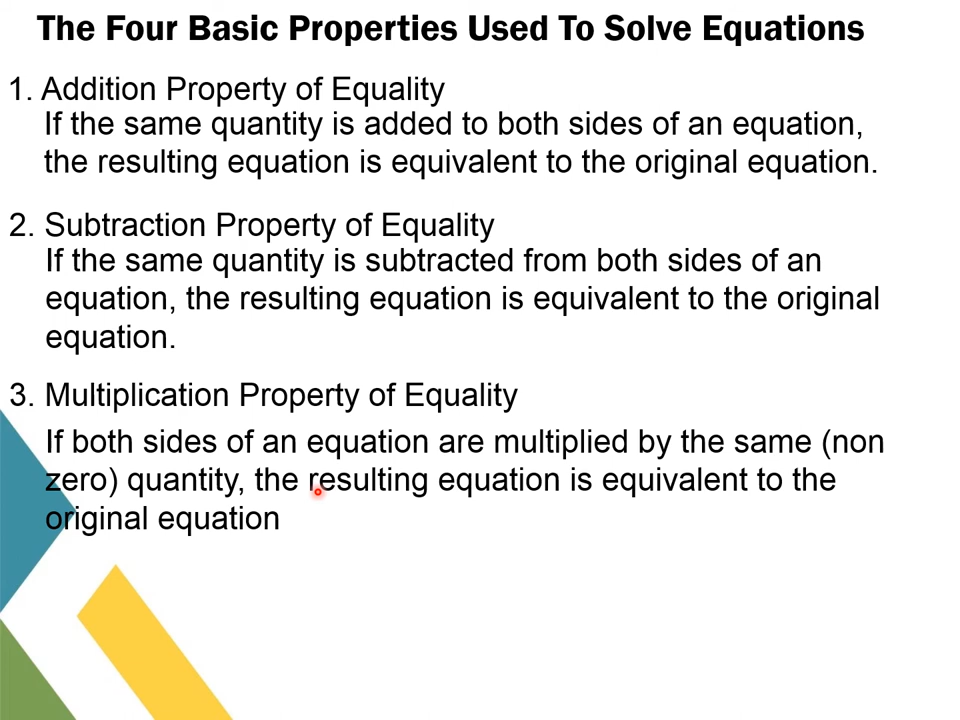 The Four Basic Properties Used To Solve Equations
1. Addition Property of Equality
If the same quantity is added to both sides of an equation,
the resulting equation is equivalent to the original equation.
2. Subtraction Property of Equality
If the same quantity is subtracted from both sides of an
equation, the resulting equation is equivalent to the original
equation.
3. Multiplication Property of Equality
If both sides of an equation are multiplied by the same (non
zero) quantity, the resulting equation is equivalent to the
original equation